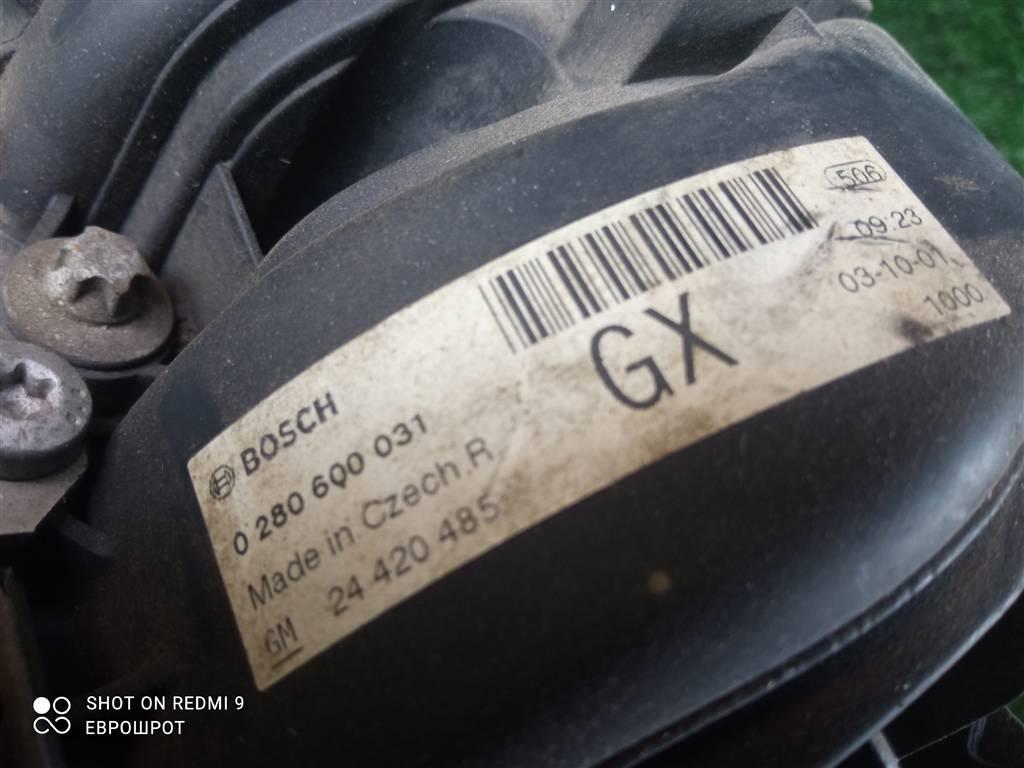 BOSCH
0 280 600 031
Made in Czech.R.
GM 24 420 485
GX
506
09:23
03-10-01
1000
SHOT ON REDMI 9
ЕВРОШРОТ